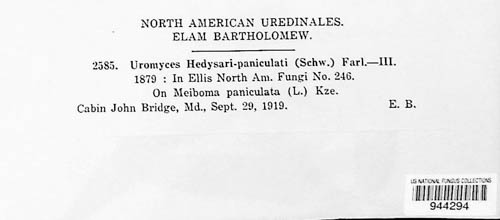 NORTH AMERICAN UREDINALES.
ELAM BARTHOLOMEW.
2585. Uromyces Hedysari-paniculati (Schw.) Farl.—III.
1879 : In Ellis North Am. Fungi No. 246.
On Meiboma paniculata (L.) Kze.
Cabin John Bridge, Md., Sept. 29, 1919. E. B.
US NATIONAL FUNGUS COLLECTIONS
944294